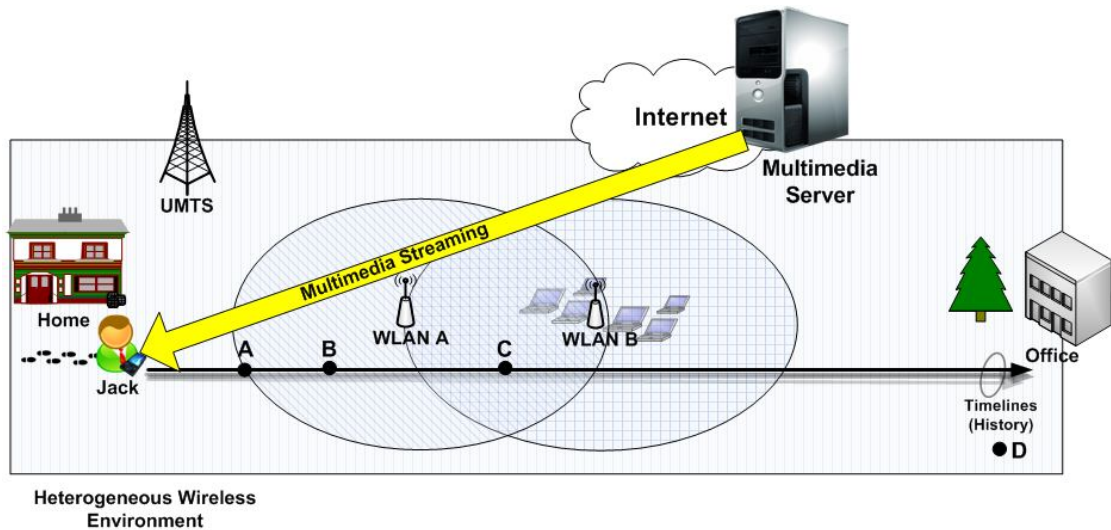 Internet
Multimedia
Server
UMTS
Multimedia Streaming
Home
WLAN A
WLAN B
A
B
C
Jack
Office
Timelines
(History)
D
Heterogeneous Wireless
Environment